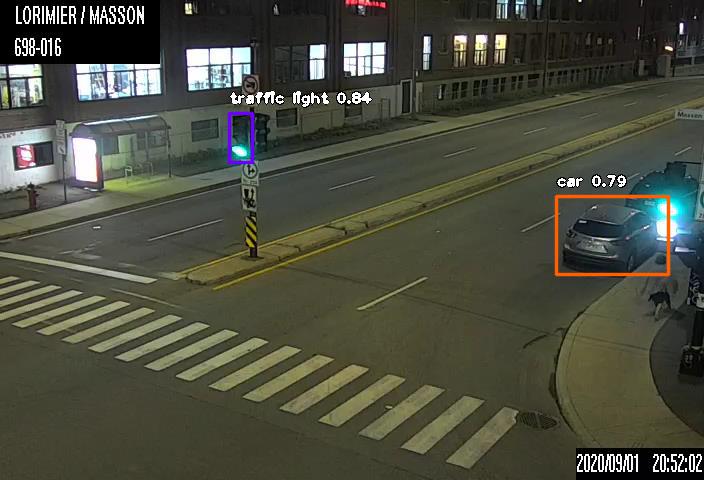 LORIMIER / MASSON
698-016
traffic light 0.84
Masson
car 0.79
2020/09/01 20:52:02